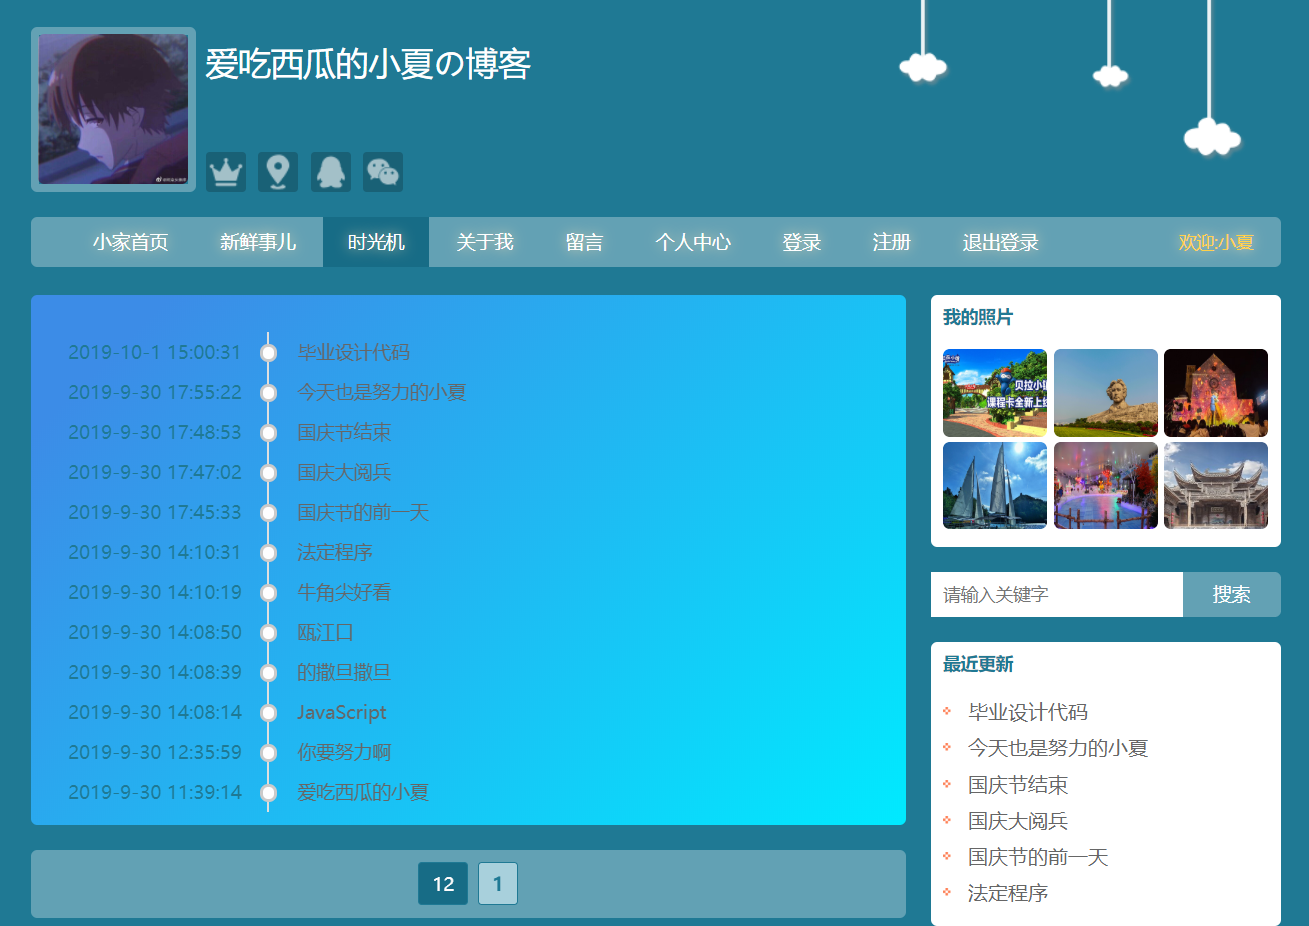 爱吃西瓜的小夏の博客
小家首页 新鲜事儿 时光机 关于我 留言 个人中心 登录 注册 退出登录 欢迎:小夏
2019-10-1 15:00:31 毕业设计代码
2019-9-30 17:55:22 今天也是努力的小夏
2019-9-30 17:48:53 国庆节结束
2019-9-30 17:47:02 国庆大阅兵
2019-9-30 17:45:33 国庆节的前一天
2019-9-30 14:10:31 法定程序
2019-9-30 14:10:19 牛角尖好看
2019-9-30 14:08:50 瓯江口
2019-9-30 14:08:39 的撒旦撒旦
2019-9-30 14:08:14 JavaScript
2019-9-30 12:35:59 你要努力啊
2019-9-30 11:39:14 爱吃西瓜的小夏
12 1
我的照片
贝拉小
课程卡全新上
请输入关键字 搜索
最近更新
毕业设计代码
今天也是努力的小夏
国庆节结束
国庆大阅兵
国庆节的前一天
法定程序